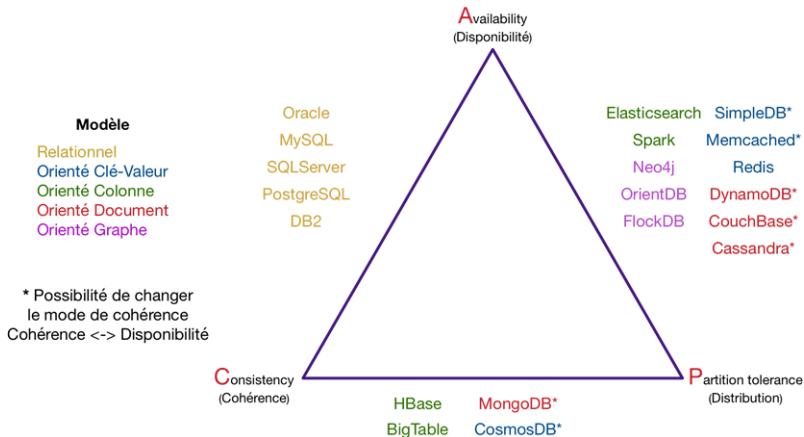 Availability
(Disponibilité)
Modèle
Relationnel
Orienté Clé-Valeur
Orienté Colonne
Orienté Document
Orienté Graphe
* Possibilité de changer
le mode de cohérence
Cohérence <-> Disponibilité
Oracle
MySQL
SQLServer
PostgreSQL
DB2
Elasticsearch
Spark
Neo4j
OrientDB
FlockDB
SimpleDB*
Memcached*
Redis
DynamoDB*
CouchBase*
Cassandra*
Consistency
(Cohérence)
Partition tolerance
(Distribution)
HBase
BigTable
MongoDB*
CosmosDB*